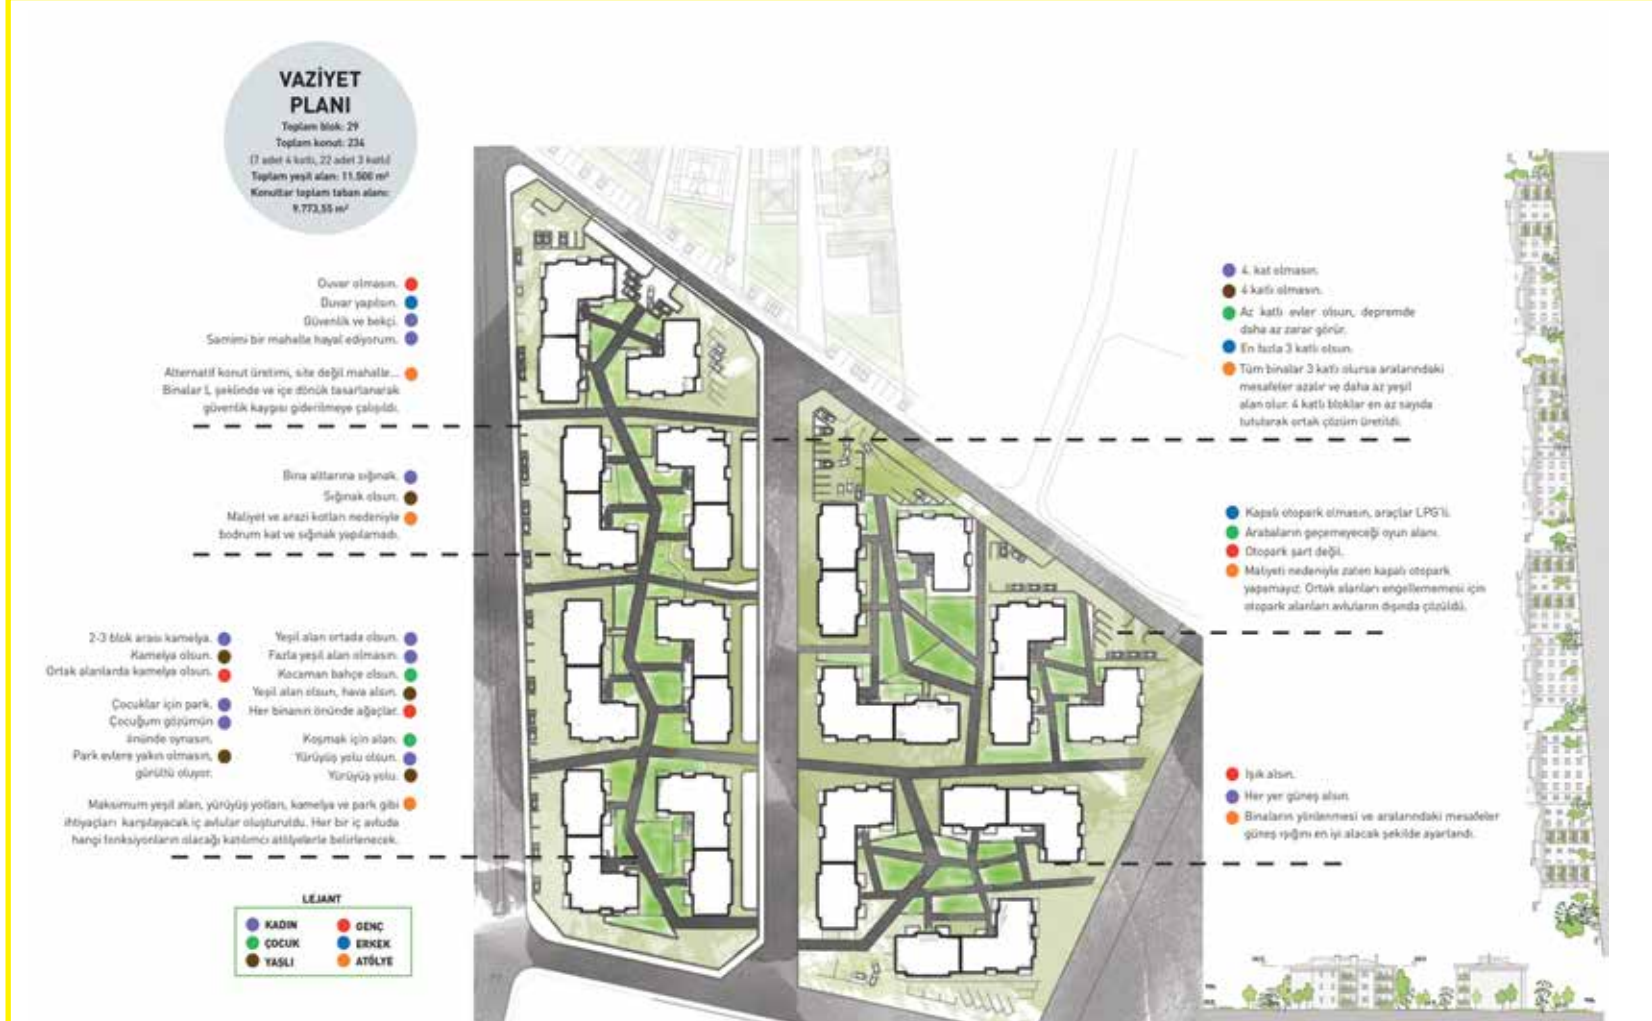 VAZİYET
PLANI
Toplam blok: 29
Toplam konut: 234
(7 adet 4 katlı, 22 adet 3 katlı)
Toplam yeşil alan: 11.500 m²
Konutlar toplam taban alanı:
9.773,55 m²
Duvar olmasın.
Duvar yapılsın.
Güvenlik ve bekçi.
Samimi bir mahalle hayal ediyorum.
Alternatif konut üretimi, site değil mahalle...
Binalar L şeklinde ve içe dönük tasarlanarak
güvenlik kaygısı giderilmeye çalışıldı.
Bina altlarına sığınak.
Sığınak olsun.
Maliyet ve arazi kotları nedeniyle
bodrum kat ve sığınak yapılamadı.
2-3 blok arası kamelya.
Kamelya olsun.
Ortak alanlarda kamelya olsun.
Çocuklar için park.
Çocuğum gözümün
önünde oynasın.
Park evlere yakın olmasın,
gürültü oluyor.
Yeşil alan ortada olsun.
Fazla yeşil alan olmasın.
Kocaman bahçe olsun.
Yeşil alan olsun, hava alsın.
Her binanın önünde ağaçlar.
Koşmak için alan.
Yürüyüş yolu olsun.
Yürüyüş yolu.
Maksimum yeşil alan, yürüyüş yolları, kamelya ve park gibi
ihtiyaçları karşılayacak iç avlular oluşturuldu. Her bir iç avluda
hangi fonksiyonların olacağı katılımcı atölyelerle belirlenecek.
LEJANT
KADIN
GENÇ
ÇOCUK
ERKEK
YAŞLI
ATÖLYE
4. kat olmasın.
4 katlı olmasın.
Az katlı evler olsun, depremde
daha az zarar görür.
En fazla 3 katlı olsun.
Tüm binalar 3 katlı olursa aralarındaki
mesafeler azalır ve daha az yeşil
alan olur. 4 katlı bloklar en az sayıda
tutularak ortak çözüm üretildi.
Kapalı otopark olmasın, araçlar LPG'li.
Arabaların geçemeyeceği oyun alanı.
Otopark şart değil.
Maliyeti nedeniyle zaten kapalı otopark
yapamayız. Ortak alanları engellememesi için
otopark alanları avluların dışında çözüldü.
Işık alsın.
Her yer güneş alsın.
Binaların yönlenmesi ve aralarındaki mesafeler
güneş ışığını en iyi alacak şekilde ayarlandı.